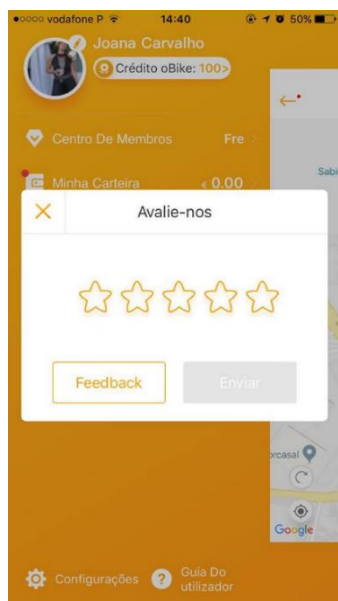 vodafone P 14:40 50%
Joana Carvalho
Crédito oBike: 100>
Centro De Membros Fre >
Minha Carteira € 0.00 >
Sabi
Avalie-nos
Feedback Enviar
orcasal
Google
Configurações ? Guia Do
utilizador